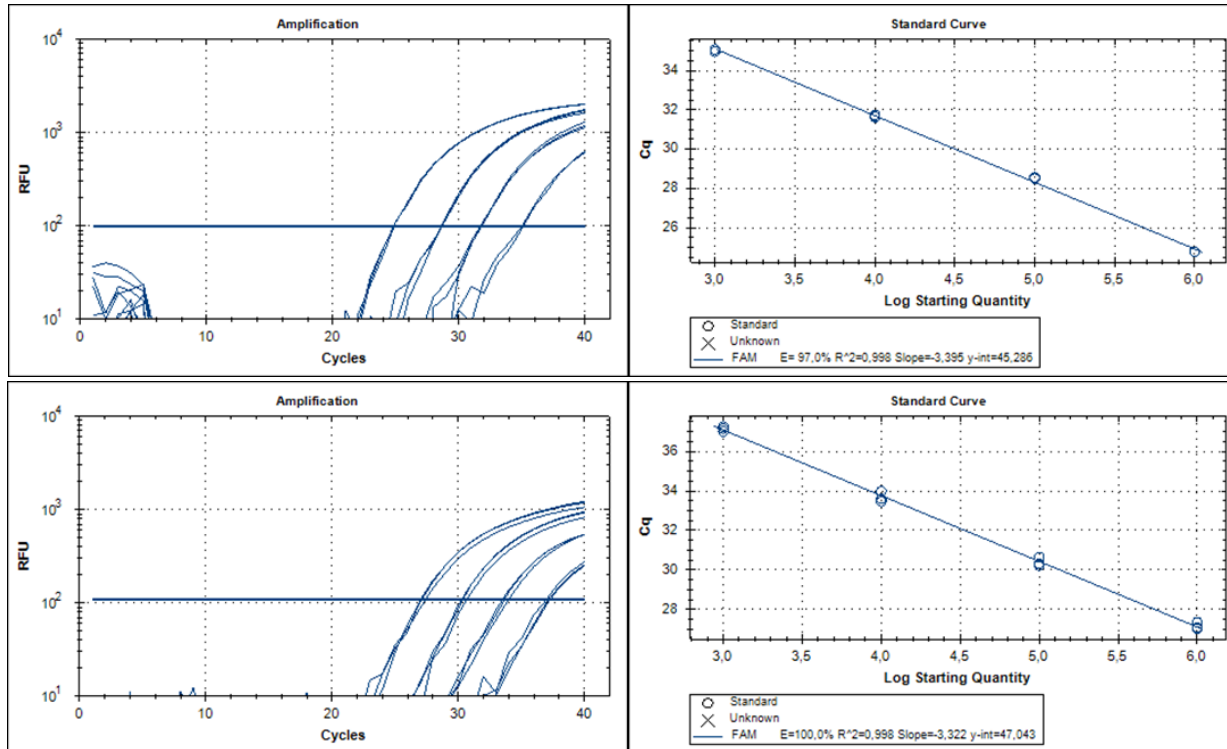 Amplification
10^4
10^3
10^2
10^1
RFU
0 10 20 30 40
Cycles
Standard Curve
34
32
30
28
26
Cq
3,0 3,5 4,0 4,5 5,0 5,5 6,0
Log Starting Quantity
Standard
Unknown
FAM E= 97,0% R^2=0,998 Slope=-3,395 y-int=45,286
Amplification
10^4
10^3
10^2
10^1
RFU
0 10 20 30 40
Cycles
Standard Curve
36
34
32
30
28
Cq
3,0 3,5 4,0 4,5 5,0 5,5 6,0
Log Starting Quantity
Standard
Unknown
FAM E=100,0% R^2=0,998 Slope=-3,322 y-int=47,043